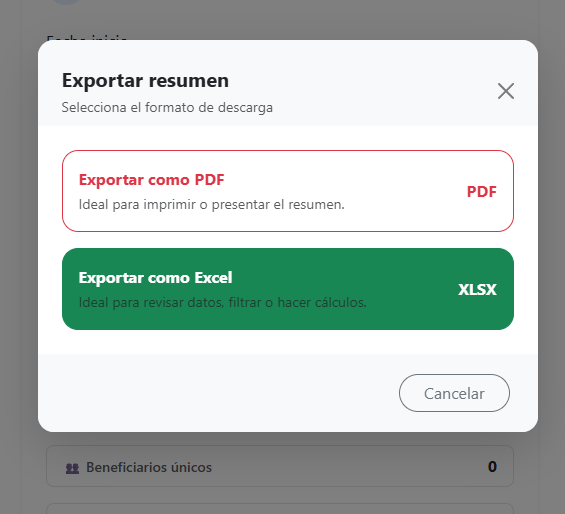 Fecha inicio
Exportar resumen
Selecciona el formato de descarga
Exportar como PDF
PDF
Ideal para imprimir o presentar el resumen.
Exportar como Excel
XLSX
Ideal para revisar datos, filtrar o hacer cálculos.
Cancelar
Beneficiarios únicos 0